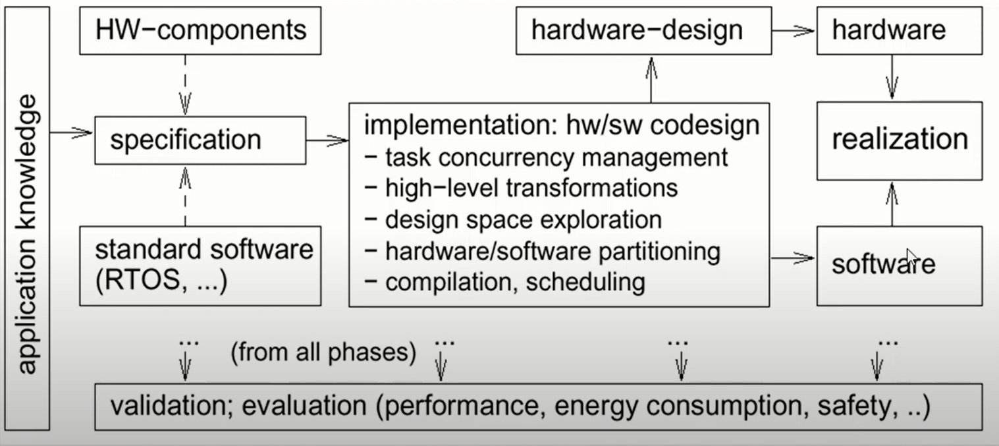 application knowledge
HW-components
specification
standard software
(RTOS, ...)
implementation: hw/sw codesign
- task concurrency management
- high-level transformations
- design space exploration
- hardware/software partitioning
- compilation, scheduling
hardware-design
hardware
realization
software
... (from all phases) ... ... ...
validation; evaluation (performance, energy consumption, safety, ..)